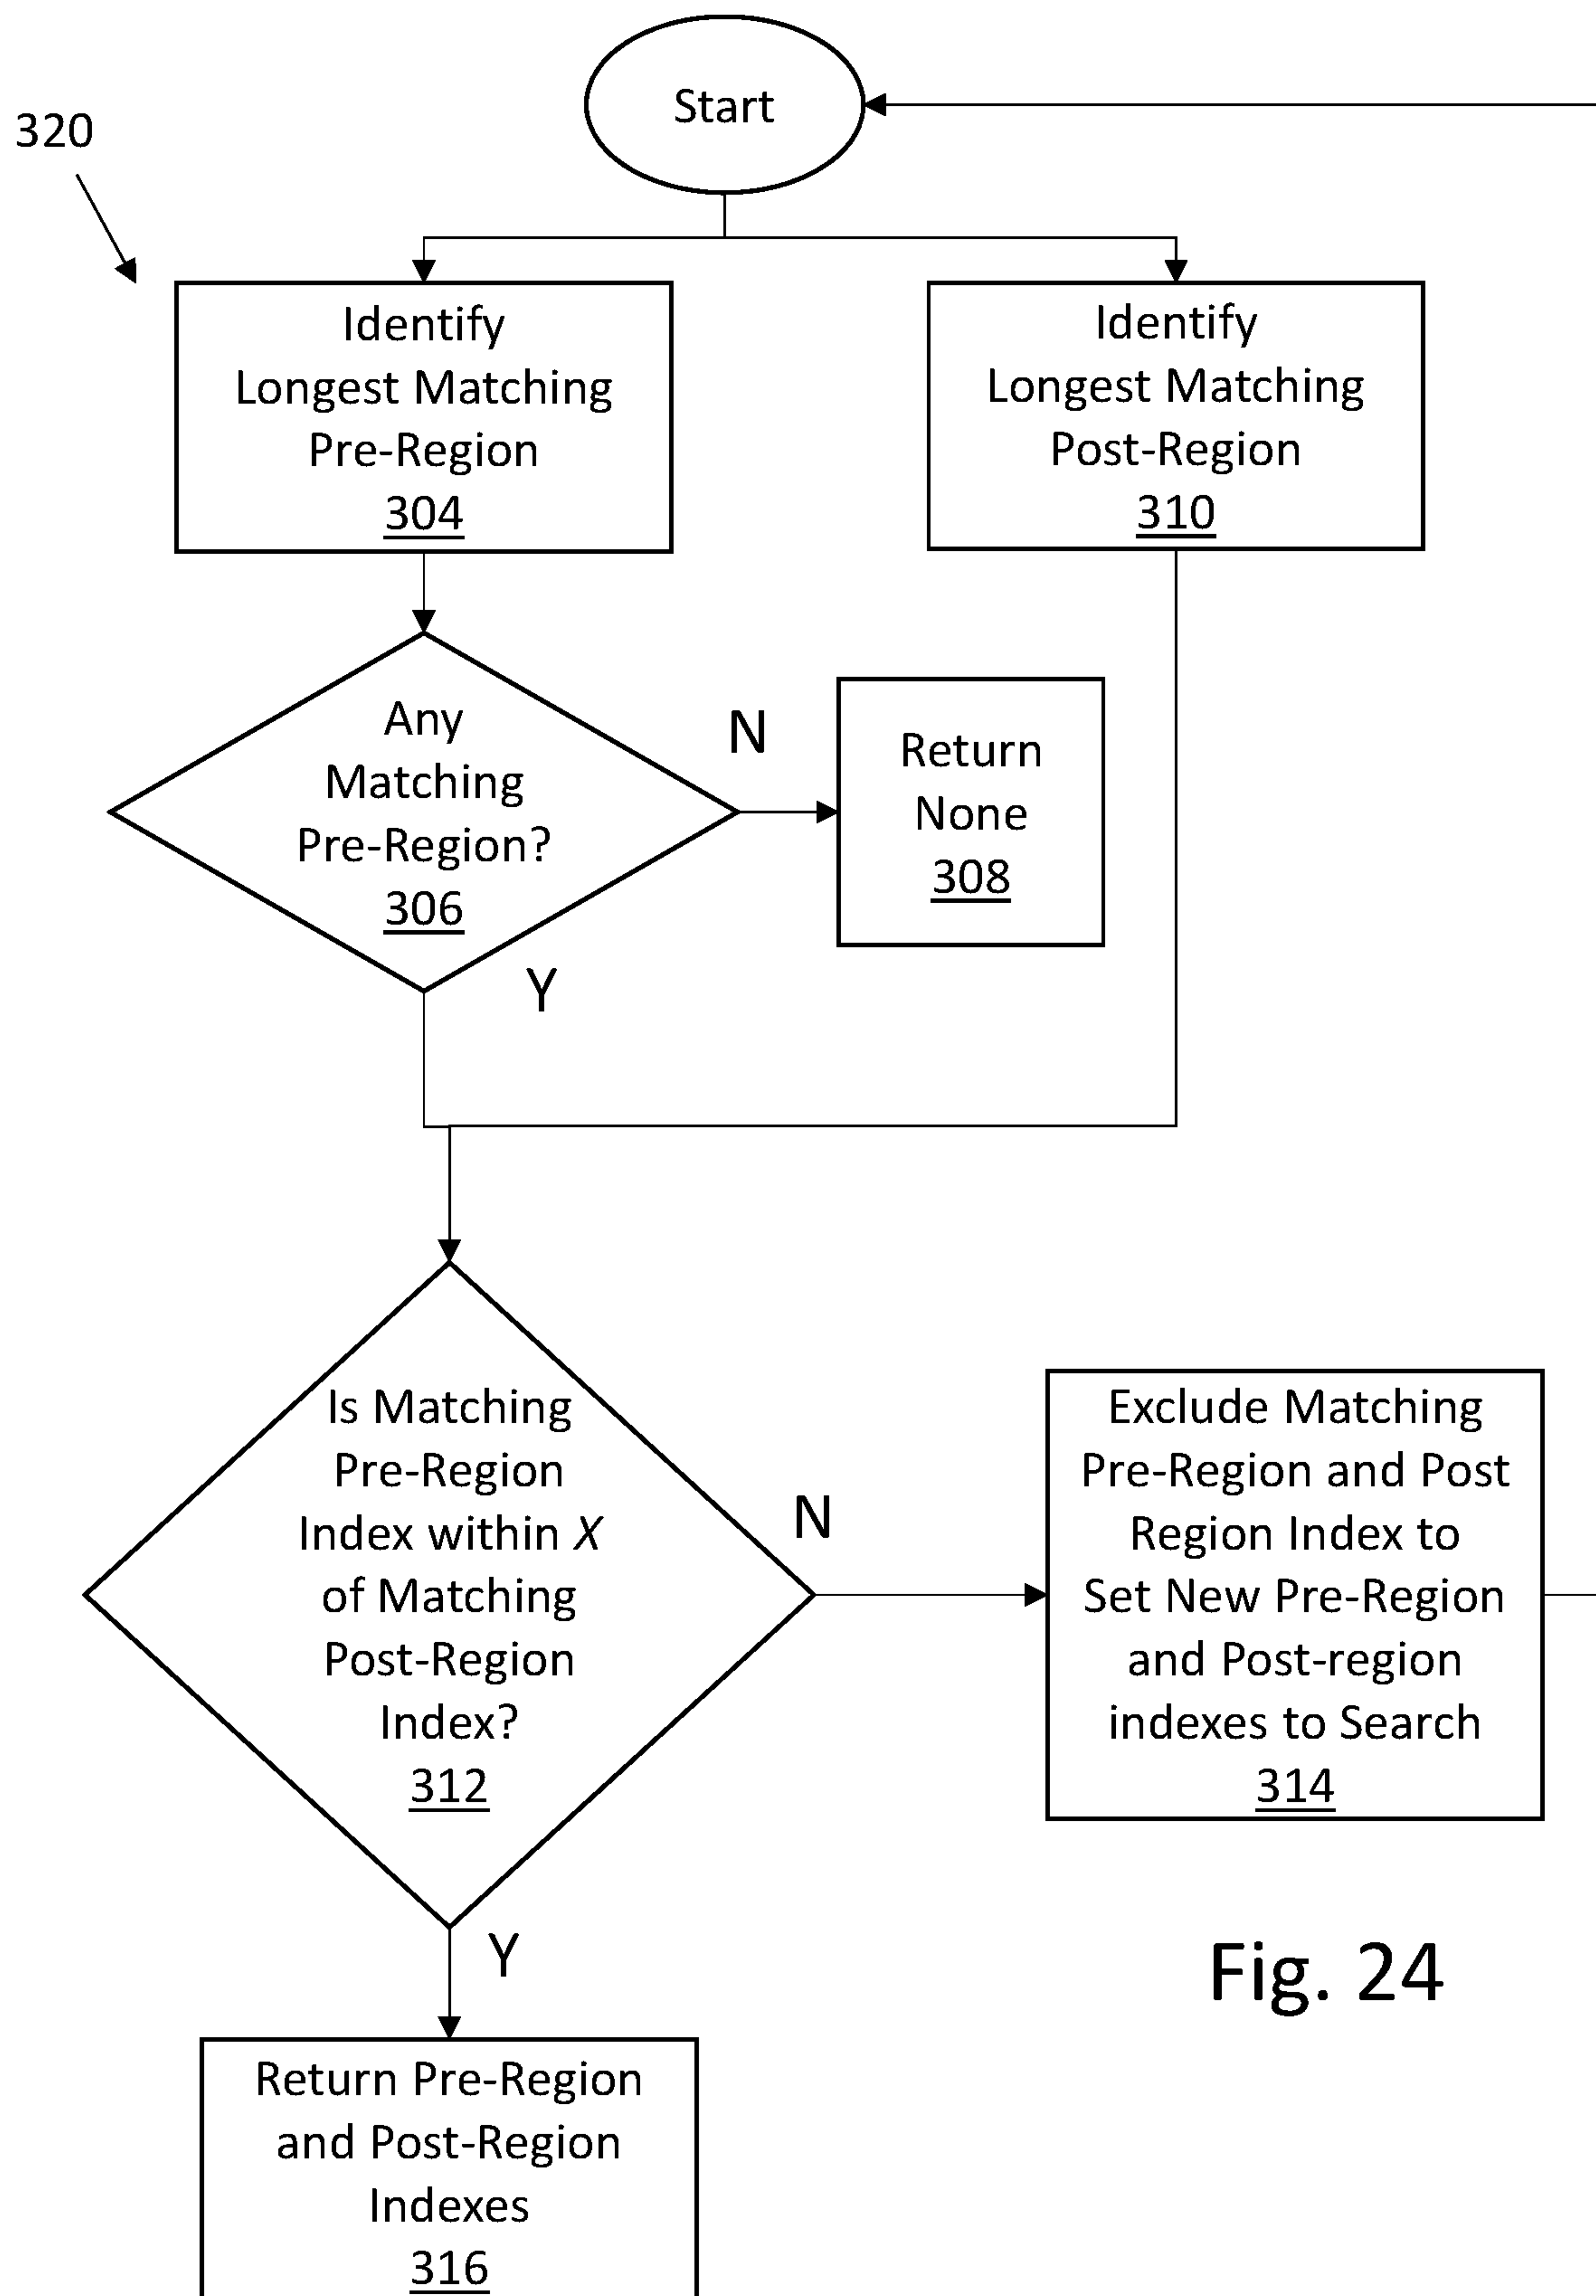 Start
320
Identify
Longest Matching
Pre-Region
304
Identify
Longest Matching
Post-Region
310
Any
Matching
Pre-Region?
306
N
Return
None
308
Y
Is Matching
Pre-Region
Index within X
of Matching
Post-Region
Index?
312
N
Exclude Matching
Pre-Region and Post
Region Index to
Set New Pre-Region
and Post-region
indexes to Search
314
Y
Fig. 24
Return Pre-Region
and Post-Region
Indexes
316